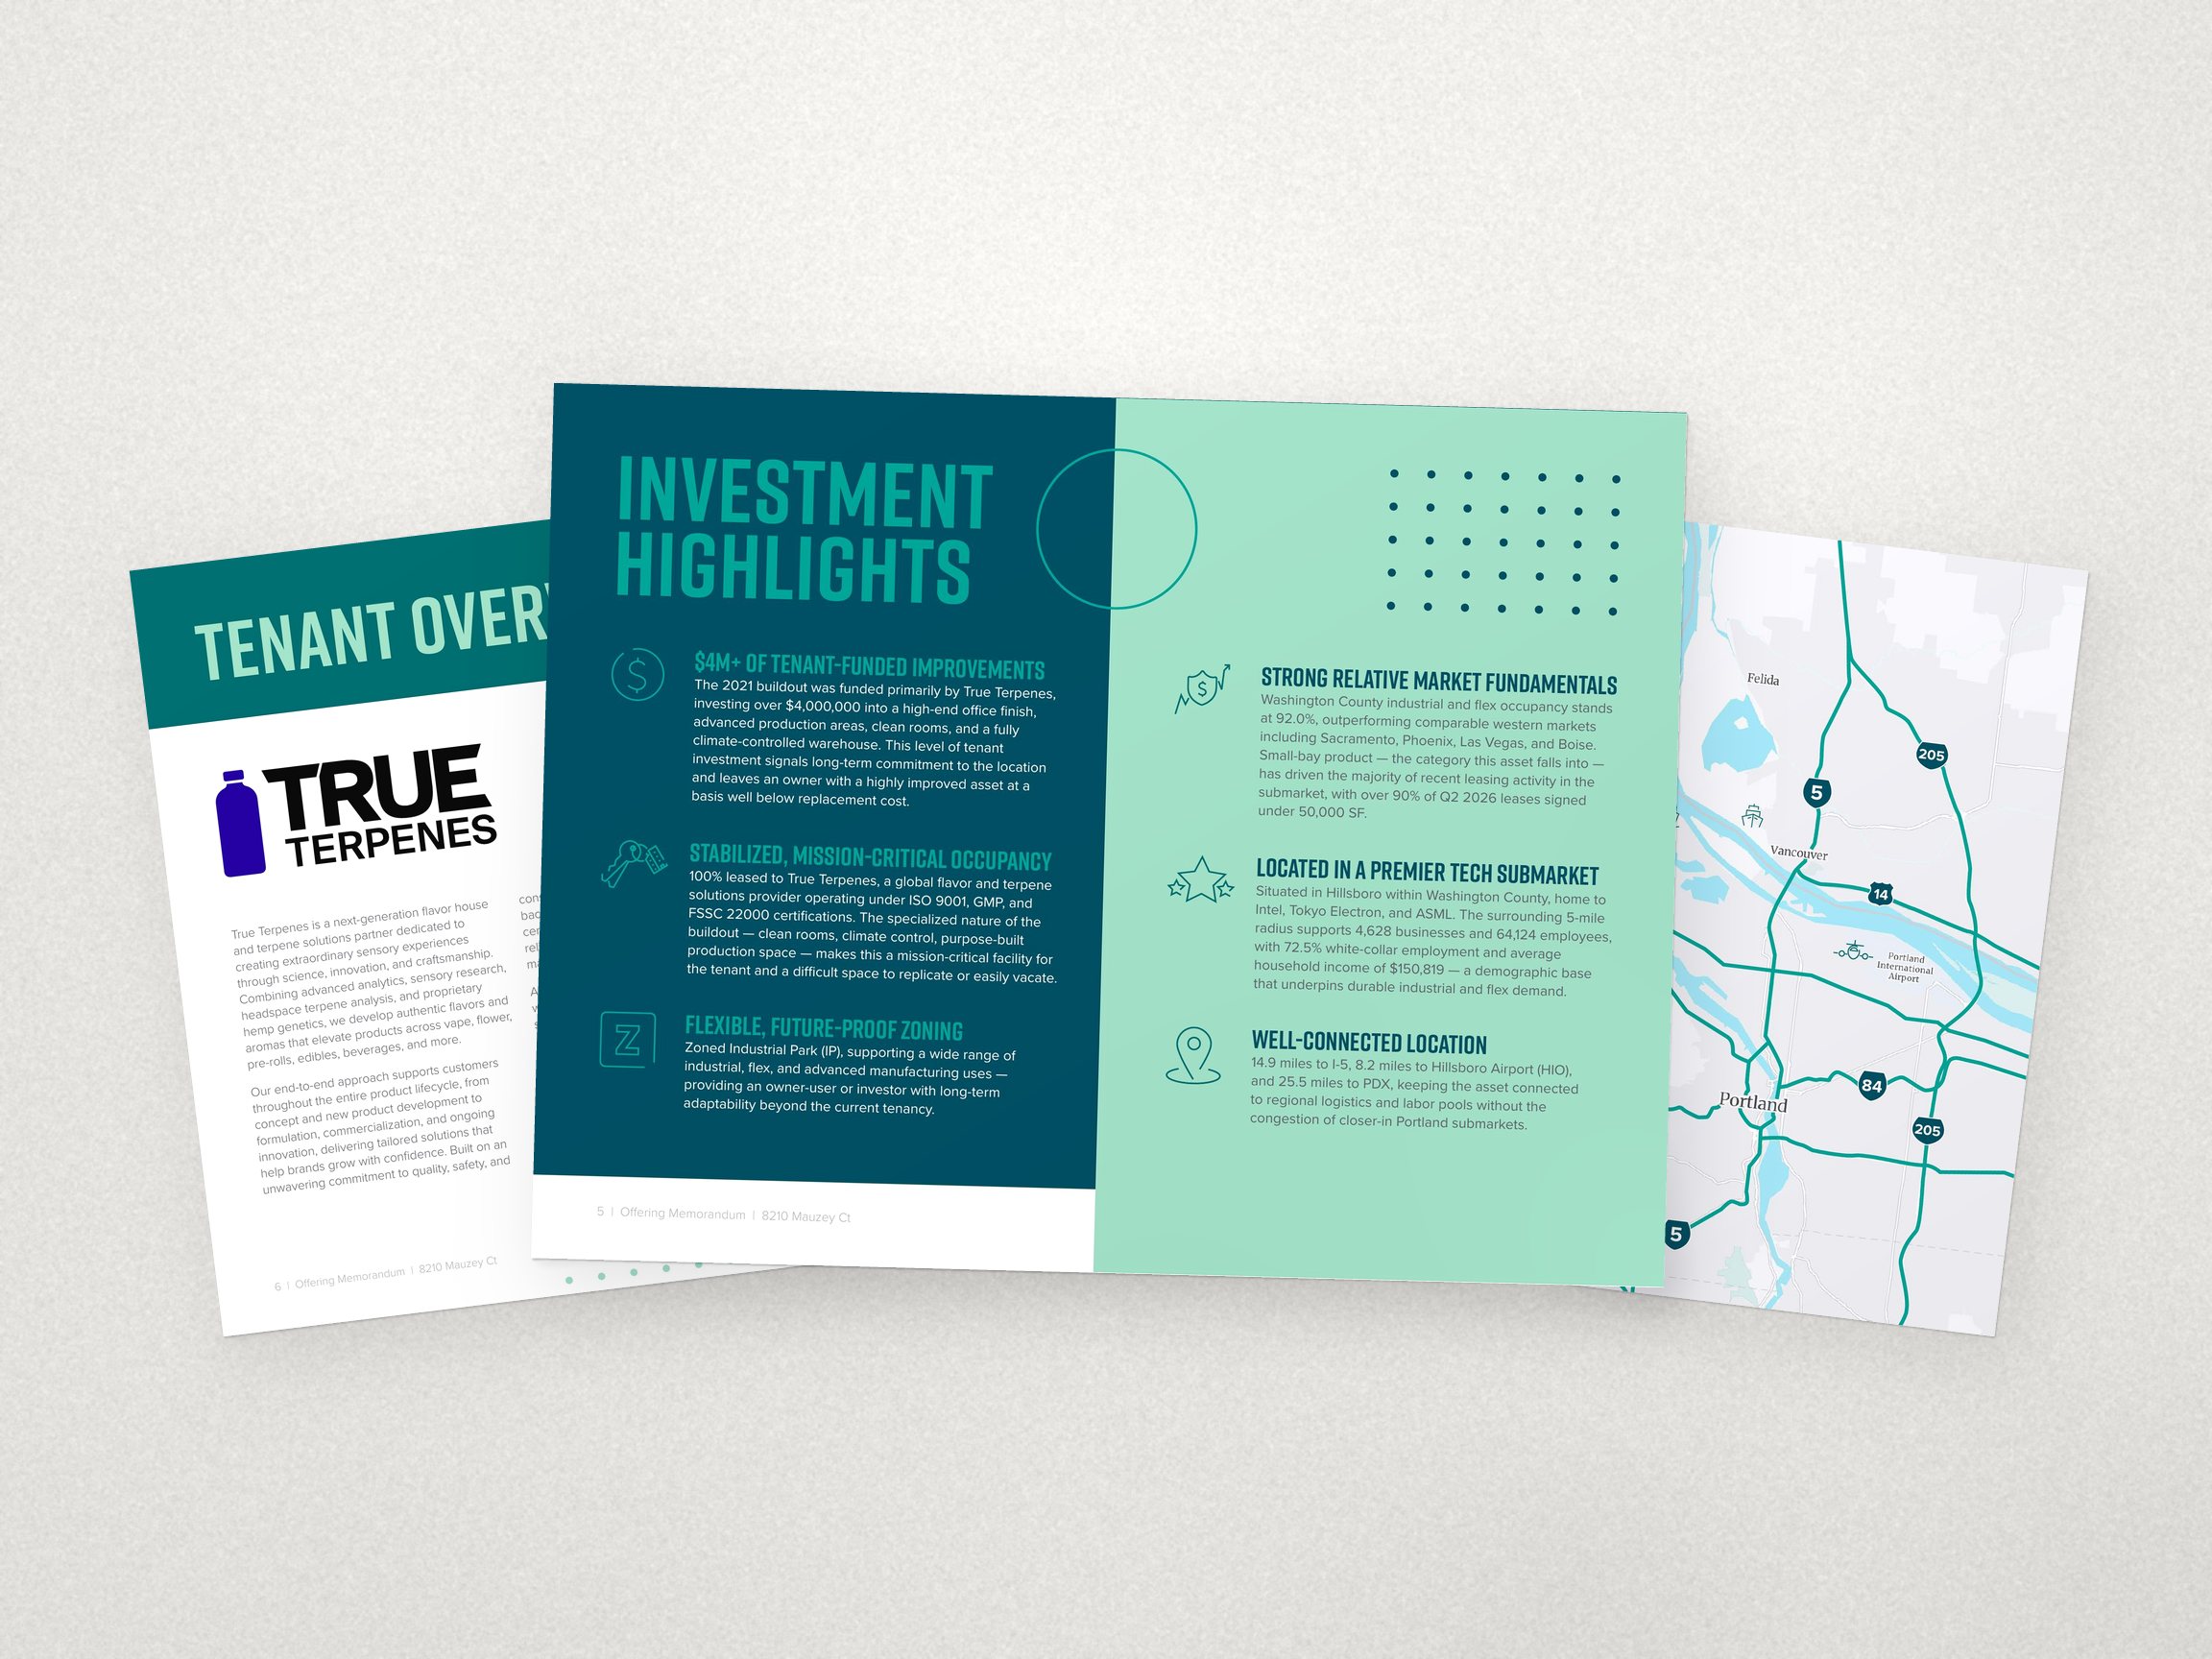 TENANT OVER
TRUE
TERPENES
True Terpenes is a next-generation flavor house
and terpene solutions partner dedicated to
creating extraordinary sensory experiences
through science, innovation, and craftsmanship.
Combining advanced analytics, sensory research,
headspace terpene analysis, and proprietary
hemp genetics, we develop authentic flavors and
aromas that elevate products across vape, flower,
pre-rolls, edibles, beverages, and more.
Our end-to-end approach supports customers
throughout the entire product lifecycle, from
concept and new product development to
formulation, commercialization, and ongoing
innovation, delivering tailored solutions that
help brands grow with confidence. Built on an
unwavering commitment to quality, safety, and
6 | Offering Memorandum | 8210 Mauzey Ct
INVESTMENT
HIGHLIGHTS
$4M+ OF TENANT-FUNDED IMPROVEMENTS
The 2021 buildout was funded primarily by True Terpenes,
investing over $4,000,000 into a high-end office finish,
advanced production areas, clean rooms, and a fully
climate-controlled warehouse. This level of tenant
investment signals long-term commitment to the location
and leaves an owner with a highly improved asset at a
basis well below replacement cost.
STABILIZED, MISSION-CRITICAL OCCUPANCY
100% leased to True Terpenes, a global flavor and terpene
solutions provider operating under ISO 9001, GMP, and
FSSC 22000 certifications. The specialized nature of the
buildout — clean rooms, climate control, purpose-built
production space — makes this a mission-critical facility for
the tenant and a difficult space to replicate or easily vacate.
Z
FLEXIBLE, FUTURE-PROOF ZONING
Zoned Industrial Park (IP), supporting a wide range of
industrial, flex, and advanced manufacturing uses —
providing an owner-user or investor with long-term
adaptability beyond the current tenancy.
5 | Offering Memorandum | 8210 Mauzey Ct
STRONG RELATIVE MARKET FUNDAMENTALS
Washington County industrial and flex occupancy stands
at 92.0%, outperforming comparable western markets
including Sacramento, Phoenix, Las Vegas, and Boise.
Small-bay product — the category this asset falls into —
has driven the majority of recent leasing activity in the
submarket, with over 90% of Q2 2026 leases signed
under 50,000 SF.
LOCATED IN A PREMIER TECH SUBMARKET
Situated in Hillsboro within Washington County, home to
Intel, Tokyo Electron, and ASML. The surrounding 5-mile
radius supports 4,628 businesses and 64,124 employees,
with 72.5% white-collar employment and average
household income of $150,819 — a demographic base
that underpins durable industrial and flex demand.
WELL-CONNECTED LOCATION
14.9 miles to I-5, 8.2 miles to Hillsboro Airport (HIO),
and 25.5 miles to PDX, keeping the asset connected
to regional logistics and labor pools without the
congestion of closer-in Portland submarkets.
Felida
205
5
Vancouver
14
Portland
International
Airport
84
Portland
205
5